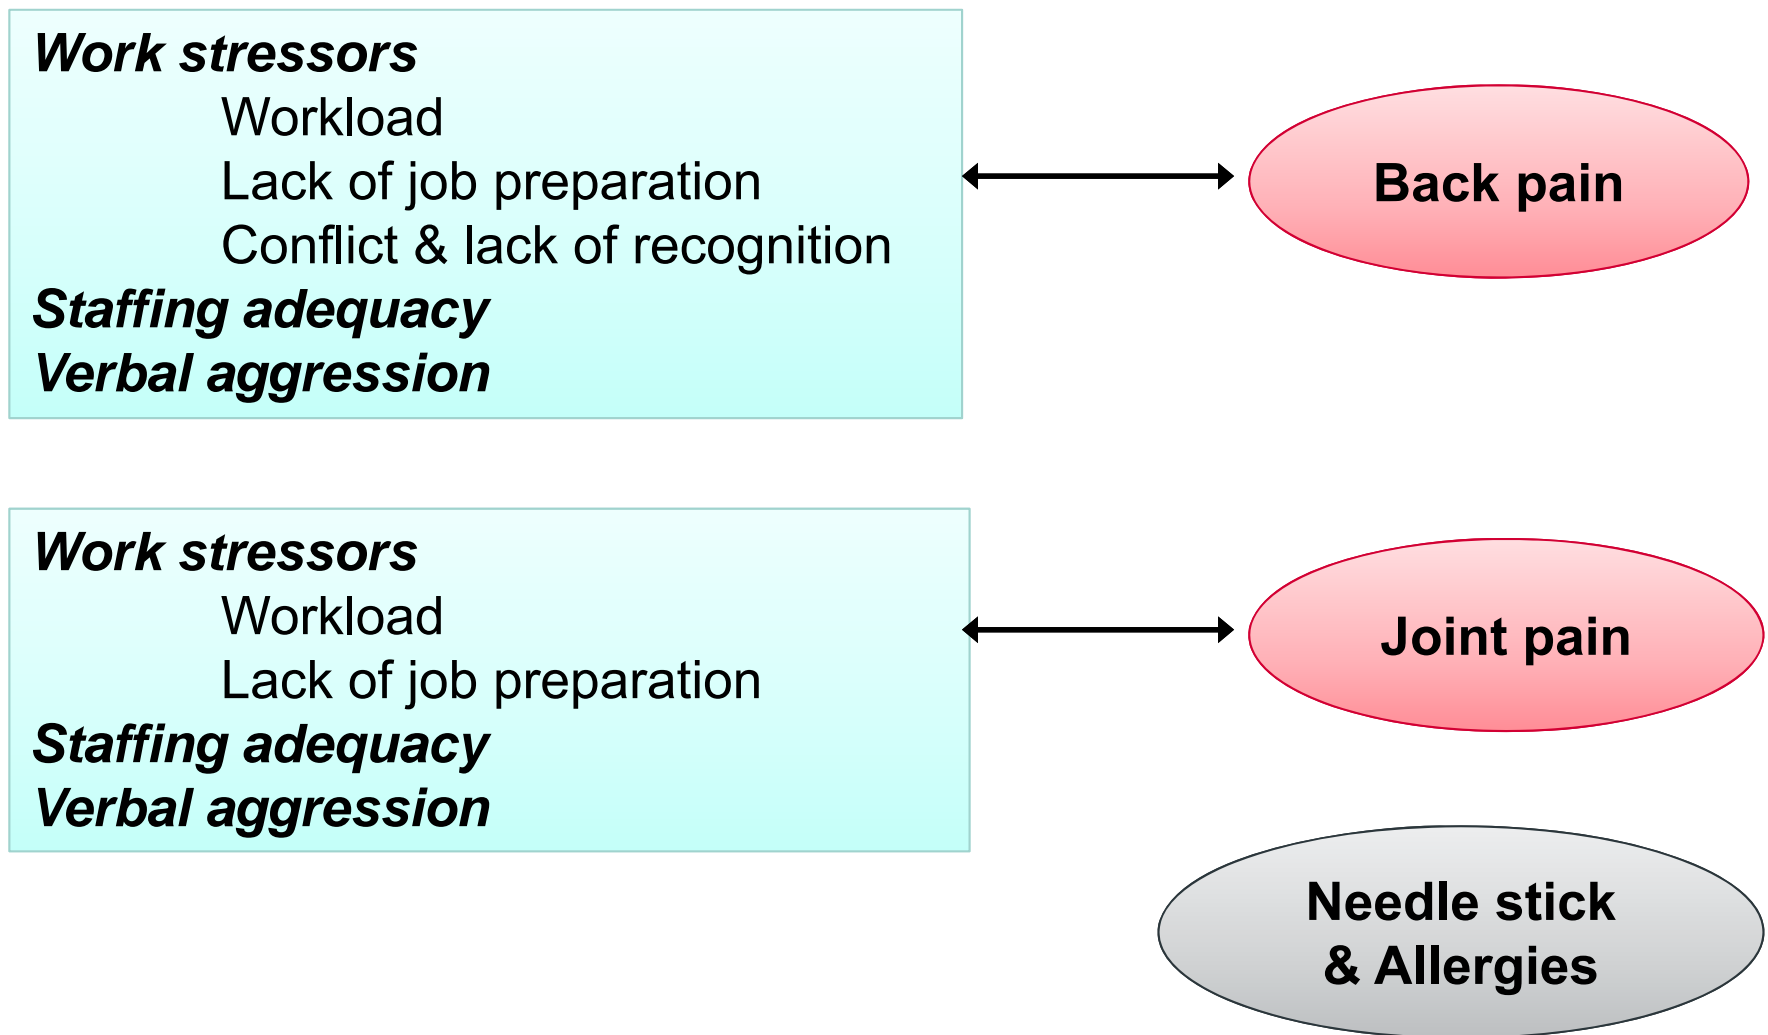 Work stressors
Workload
Lack of job preparation
Conflict & lack of recognition
Staffing adequacy
Verbal aggression
Back pain
Work stressors
Workload
Lack of job preparation
Staffing adequacy
Verbal aggression
Joint pain
Needle stick
& Allergies